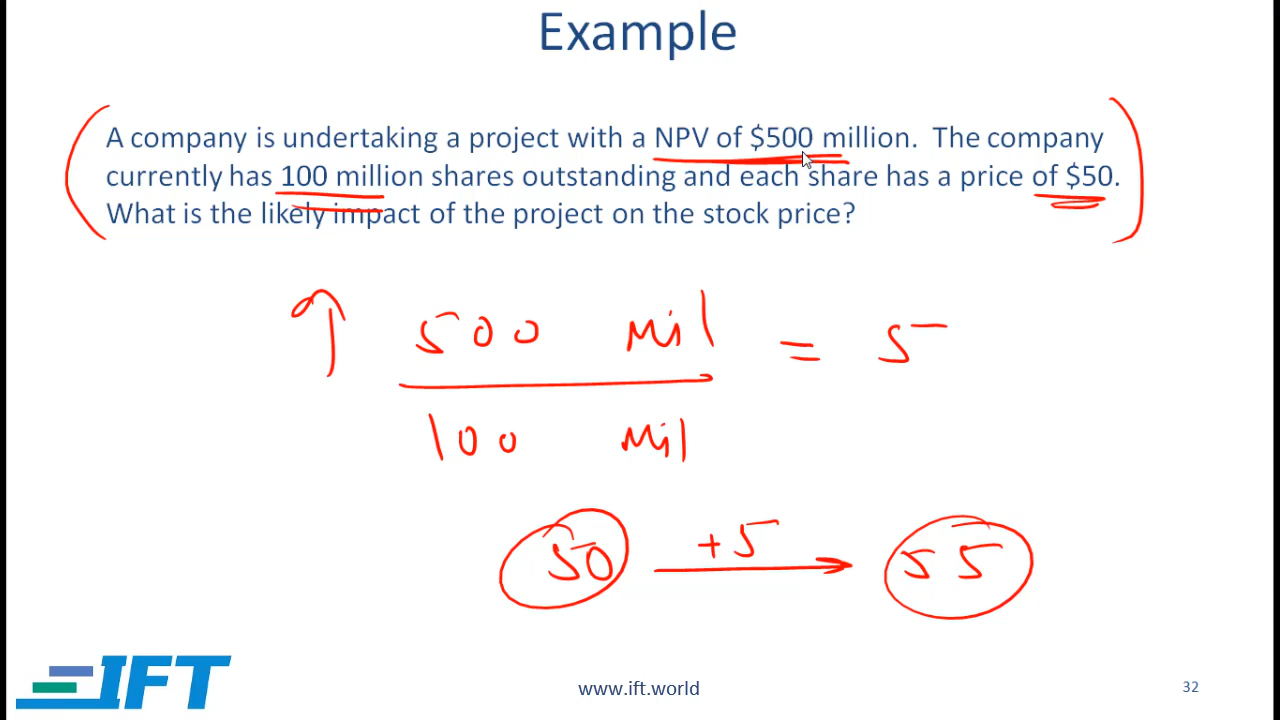 Example
A company is undertaking a project with a NPV of $500 million. The company
currently has 100 million shares outstanding and each share has a price of $50.
What is the likely impact of the project on the stock price?
500 Mil
= 5
100 Mil
50 +5 55
IFT
www.ift.world
32